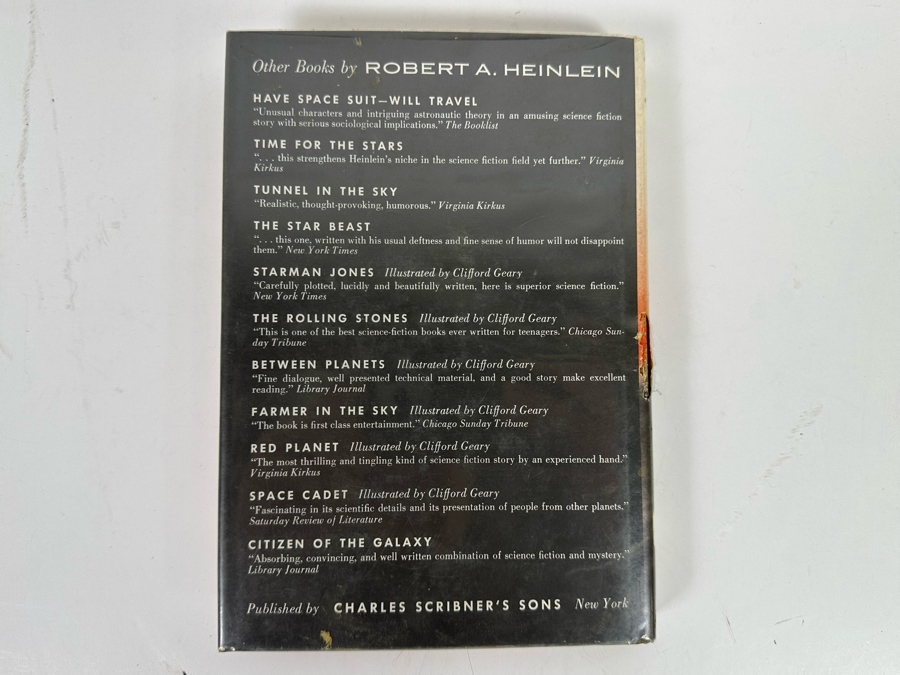 Other Books by ROBERT A. HEINLEIN
HAVE SPACE SUIT—WILL TRAVEL
“Unusual characters and intriguing astronautic theory in an amusing science fiction
story with serious sociological implications.” The Booklist
TIME FOR THE STARS
“. . . this strengthens Heinlein’s niche in the science fiction field yet further.” Virginia
Kirkus
TUNNEL IN THE SKY
“Realistic, thought-provoking, humorous.” Virginia Kirkus
THE STAR BEAST
“. . . this one, written with his usual deftness and fine sense of humor will not disappoint
them.” New York Times
STARMAN JONES Illustrated by Clifford Geary
“Carefully plotted, lucidly and beautifully written, here is superior science fiction.”
New York Times
THE ROLLING STONES Illustrated by Clifford Geary
“This is one of the best science-fiction books ever written for teenagers.” Chicago Sun-
day Tribune
BETWEEN PLANETS Illustrated by Clifford Geary
“Fine dialogue, well presented technical material, and a good story make excellent
reading.” Library Journal
FARMER IN THE SKY Illustrated by Clifford Geary
“The book is first class entertainment.” Chicago Sunday Tribune
RED PLANET Illustrated by Clifford Geary
“The most thrilling and tingling kind of science fiction story by an experienced hand.”
Virginia Kirkus
SPACE CADET Illustrated by Clifford Geary
“Fascinating in its scientific details and its presentation of people from other planets.”
Saturday Review of Literature
CITIZEN OF THE GALAXY
“Absorbing, convincing, and well written combination of science fiction and mystery.”
Library Journal
Published by CHARLES SCRIBNER’S SONS New York